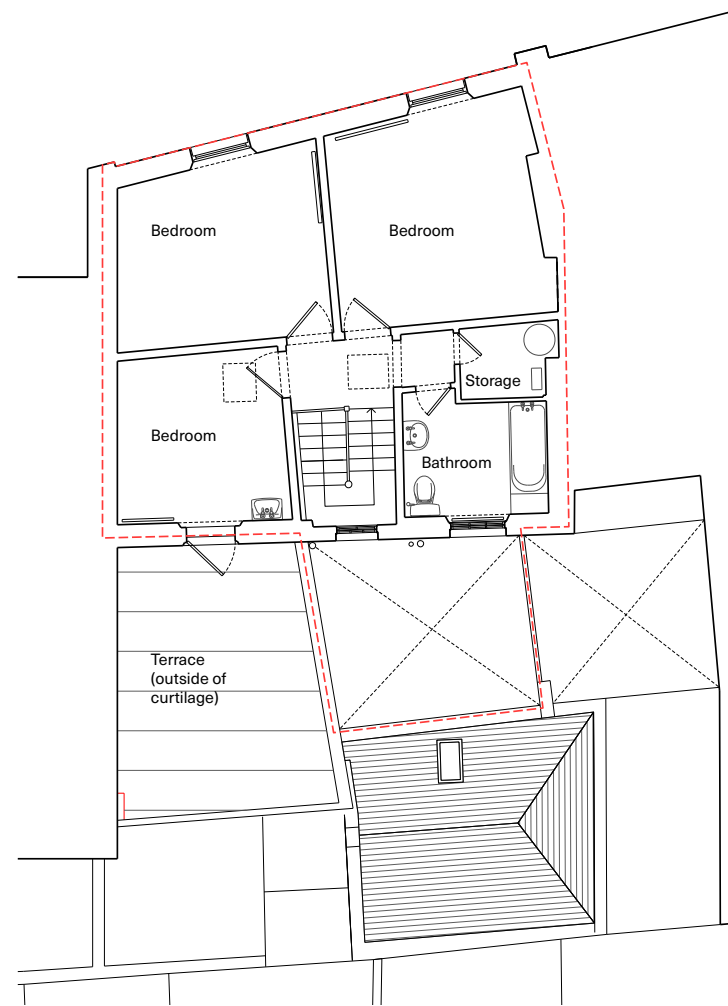 Bedroom
Bedroom
Storage
Bedroom
Bathroom
Terrace
(outside of
curtilage)